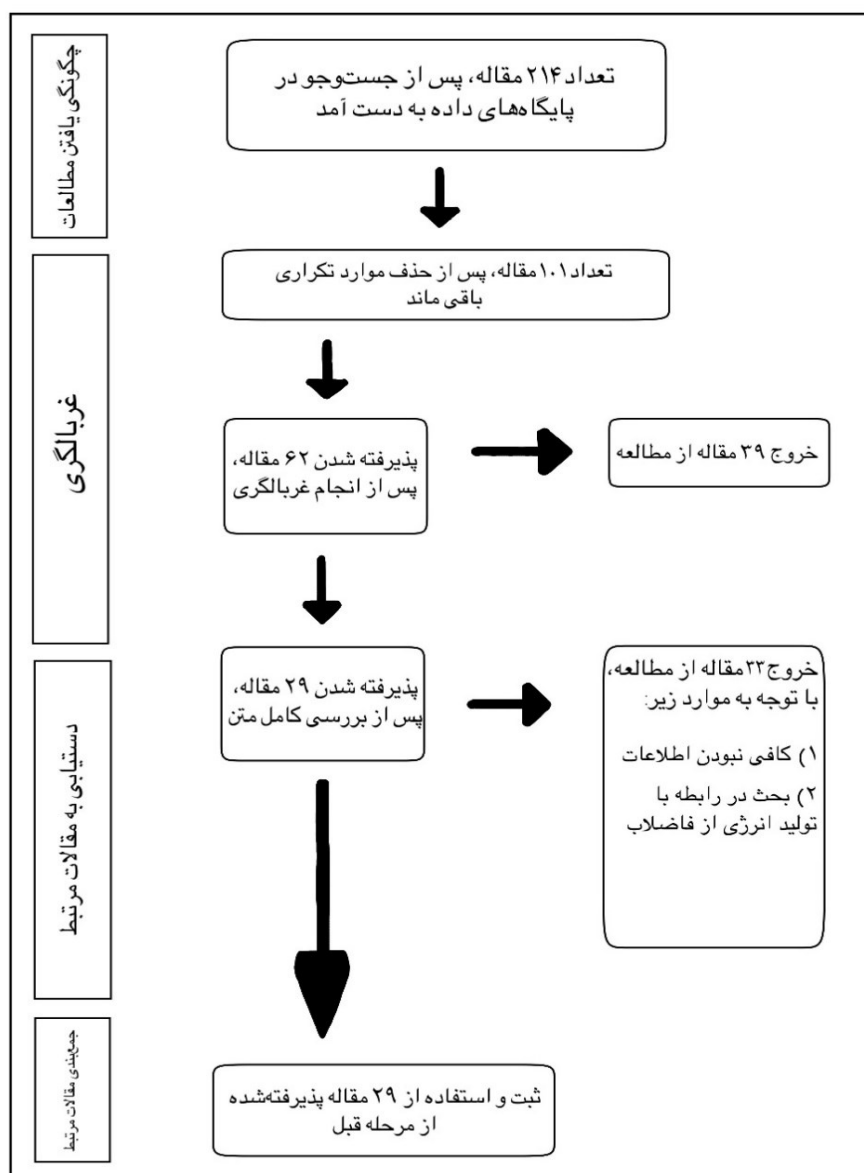 چگونگی یافتن مطالعات
تعداد ۲۱۴ مقاله، پس از جست‌وجو در
پایگاه‌های داده به دست آمد
غربالگری
تعداد ۱۰۱ مقاله، پس از حذف موارد تکراری
باقی ماند
پذیرفته شدن ۶۲ مقاله،
پس از انجام غربالگری
خروج ۳۹ مقاله از مطالعه
دستیابی به مقالات مرتبط
پذیرفته شدن ۲۹ مقاله،
پس از بررسی کامل متن
خروج ۳۳ مقاله از مطالعه،
با توجه به موارد زیر:
۱) کافی نبودن اطلاعات
۲) بحث در رابطه با
تولید انرژی از فاضلاب
جمع‌بندی مقالات مرتبط
ثبت و استفاده از ۲۹ مقاله پذیرفته‌شده
از مرحله قبل